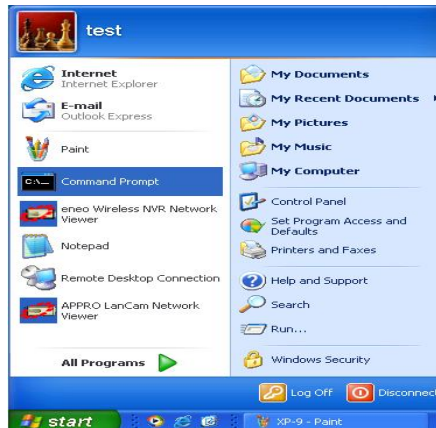 test
Internet
Internet Explorer
E-mail
Outlook Express
Paint
Command Prompt
eneo Wireless NVR Network
Viewer
Notepad
Remote Desktop Connection
APPRO LanCam Network
Viewer
All Programs
My Documents
My Recent Documents
My Pictures
My Music
My Computer
Control Panel
Set Program Access and
Defaults
Printers and Faxes
Help and Support
Search
Run...
Windows Security
Log Off
Disconnect
start
XP-9 - Paint